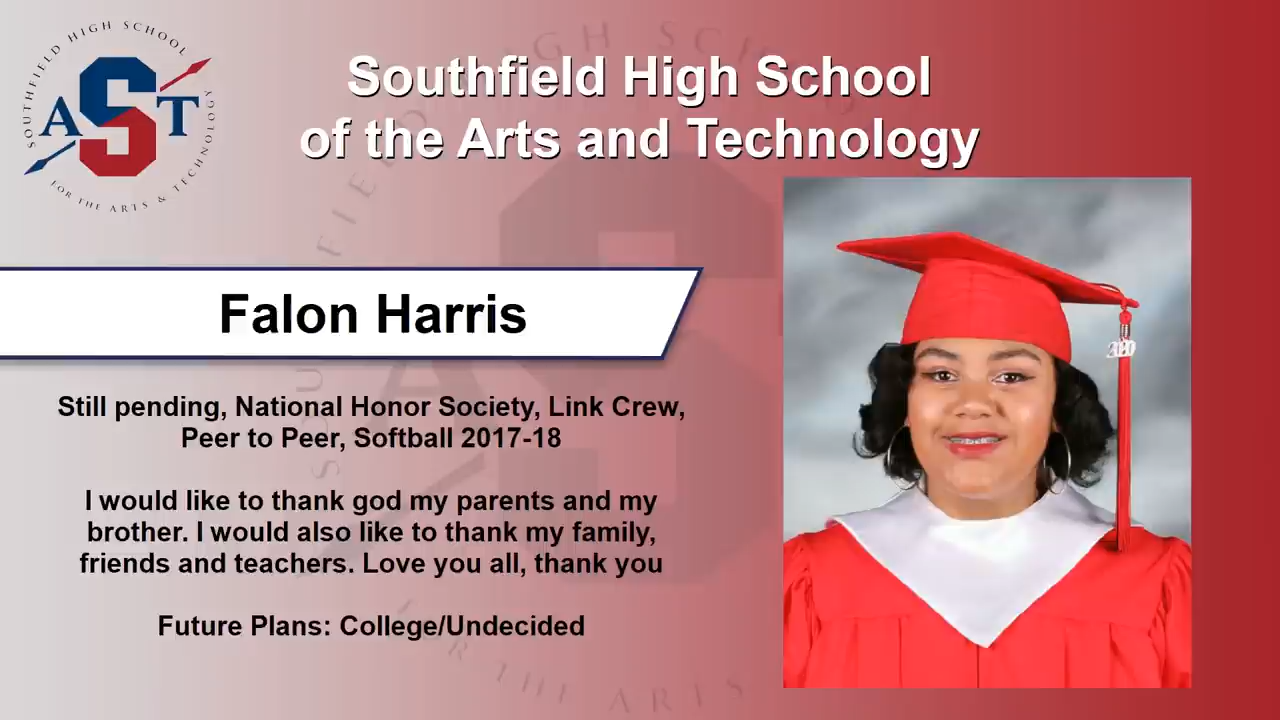 SOUTHFIELD HIGH SCHOOL
AST
FOR THE ARTS & TECHNOLOGY
Southfield High School
of the Arts and Technology
Falon Harris
Still pending, National Honor Society, Link Crew,
Peer to Peer, Softball 2017-18
I would like to thank god my parents and my
brother. I would also like to thank my family,
friends and teachers. Love you all, thank you
Future Plans: College/Undecided
2020